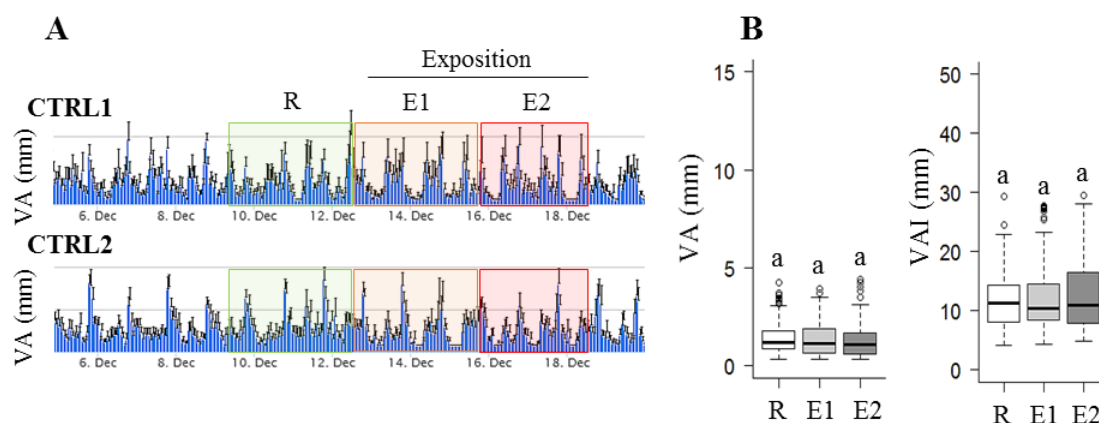 A
Exposition
R E1 E2
CTRL1
VA (mm)
6. Dec 8. Dec 10. Dec 12. Dec 14. Dec 16. Dec 18. Dec
CTRL2
VA (mm)
6. Dec 8. Dec 10. Dec 12. Dec 14. Dec 16. Dec 18. Dec
B
VA (mm)
15
10
5
0
a a a
R E1 E2
VAI (mm)
50
40
30
20
10
0
a a a
R E1 E2